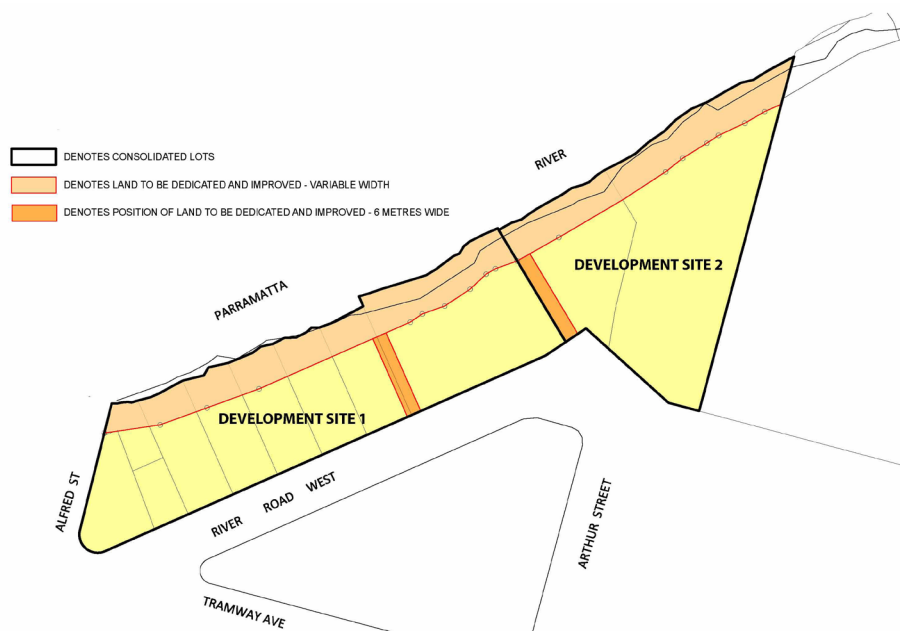 DENOTES CONSOLIDATED LOTS
DENOTES LAND TO BE DEDICATED AND IMPROVED - VARIABLE WIDTH
DENOTES POSITION OF LAND TO BE DEDICATED AND IMPROVED - 6 METRES WIDE
RIVER
PARRAMATTA
DEVELOPMENT SITE 2
DEVELOPMENT SITE 1
ALFRED ST
RIVER ROAD WEST
ARTHUR STREET
TRAMWAY AVE